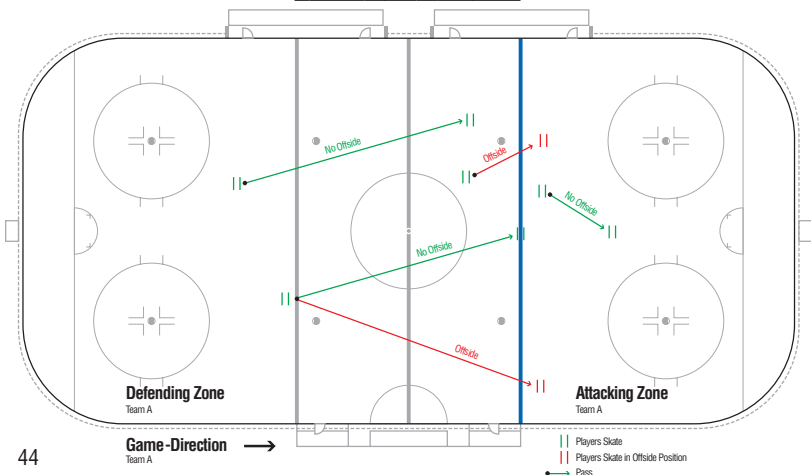 No Offside
Offside
No Offside
No Offside
Offside
Defending Zone
Team A
Attacking Zone
Team A
Game-Direction
Team A
Players Skate
Players Skate in Offside Position
Pass
44